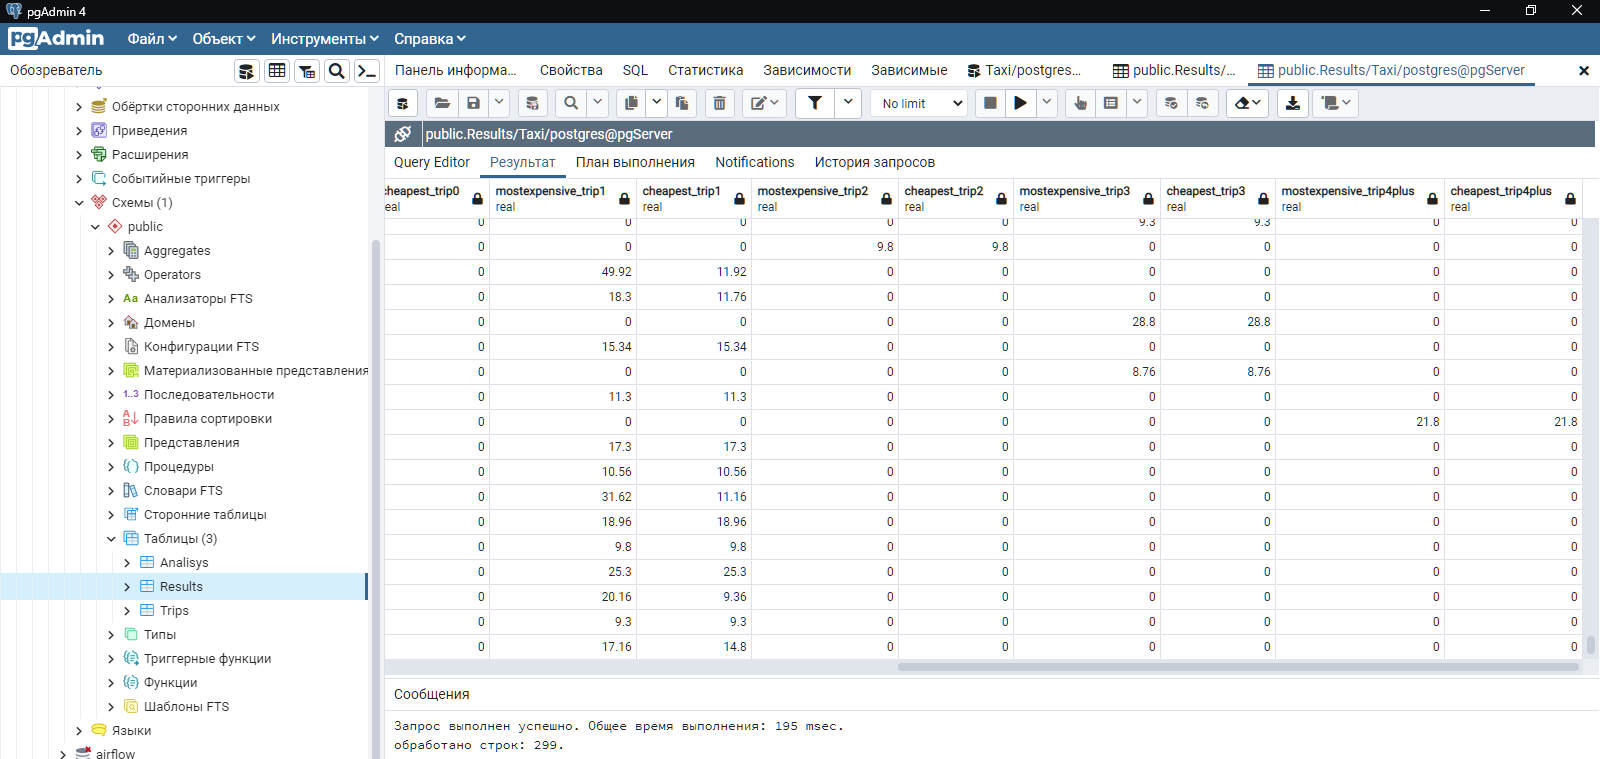 pgAdmin 4
pgAdmin Файл Объект Инструменты Справка
Обозреватель
Панель информа... Свойства SQL Статистика Зависимости Зависимые Taxi/postgres... public.Results/... public.Results/Taxi/postgres@pgServer
No limit
public.Results/Taxi/postgres@pgServer
Query Editor Результат План выполнения Notifications История запросов
Обёртки сторонних данных
Приведения
Расширения
Событийные триггеры
Схемы (1)
public
Aggregates
Operators
Aa Анализаторы FTS
Домены
Конфигурации FTS
Материализованные представления
1..3 Последовательности
Правила сортировки
Представления
Процедуры
Словари FTS
Сторонние таблицы
Таблицы (3)
Analisys
Results
Trips
Типы
Триггерные функции
Функции
Шаблоны FTS
Языки
airflow
cheapest_trip0 mostexpensive_trip1 cheapest_trip1 mostexpensive_trip2 cheapest_trip2 mostexpensive_trip3 cheapest_trip3 mostexpensive_trip4plus cheapest_trip4plus
real real real real real real real real real
0 0 0 0 0 9.3 9.3 0 0
0 0 0 9.8 9.8 0 0 0 0
0 49.92 11.92 0 0 0 0 0 0
0 18.3 11.76 0 0 0 0 0 0
0 0 0 0 0 28.8 28.8 0 0
0 15.34 15.34 0 0 0 0 0 0
0 0 0 0 0 8.76 8.76 0 0
0 11.3 11.3 0 0 0 0 0 0
0 0 0 0 0 0 0 21.8 21.8
0 17.3 17.3 0 0 0 0 0 0
0 10.56 10.56 0 0 0 0 0 0
0 31.62 11.16 0 0 0 0 0 0
0 18.96 18.96 0 0 0 0 0 0
0 9.8 9.8 0 0 0 0 0 0
0 25.3 25.3 0 0 0 0 0 0
0 20.16 9.36 0 0 0 0 0 0
0 9.3 9.3 0 0 0 0 0 0
0 17.16 14.8 0 0 0 0 0 0
Сообщения
Запрос выполнен успешно. Общее время выполнения: 195 msec.
обработано строк: 299.